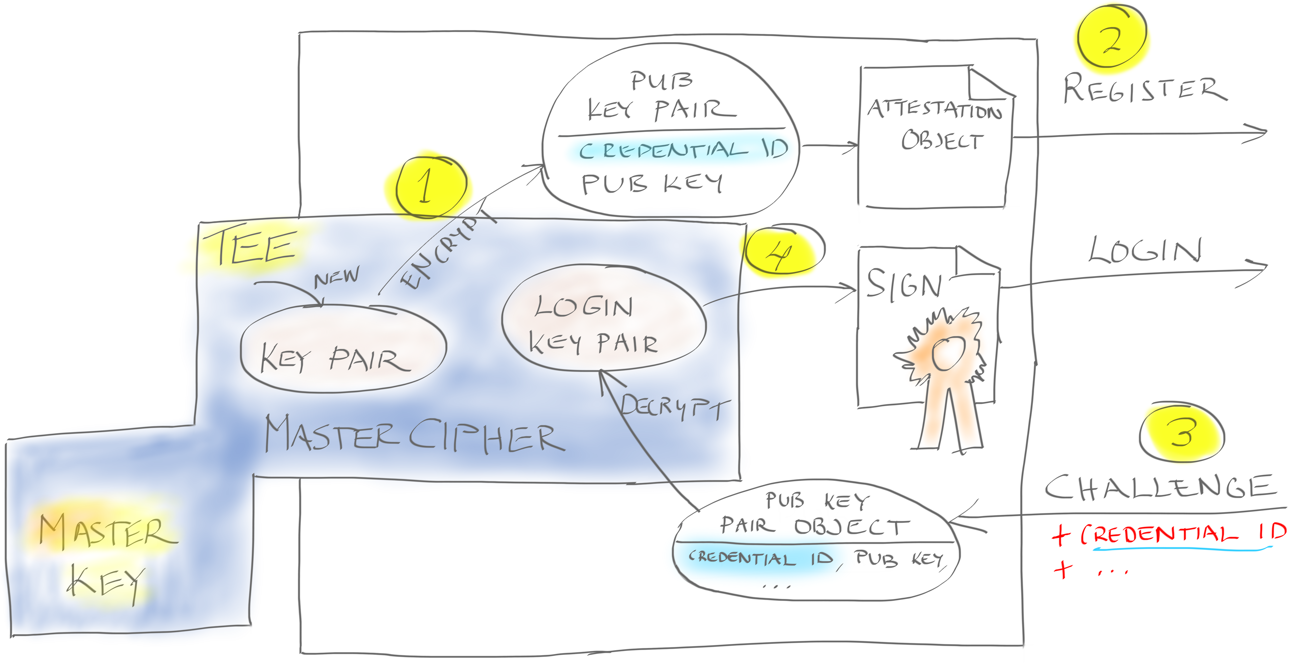 2
REGISTER
PUB
KEY PAIR
CREDENTIAL ID
PUB KEY
ATTESTATION
OBJECT
1
ENCRYPT
TEE
NEW
KEY PAIR
LOGIN
KEY PAIR
4
SIGN
LOGIN
DECRYPT
MASTER CIPHER
3
CHALLENGE
+ CREDENTIAL ID
+ ...
PUB KEY
PAIR OBJECT
CREDENTIAL ID, PUB KEY,
...
MASTER
KEY